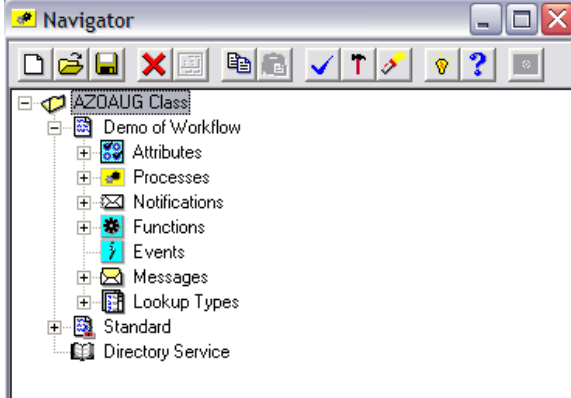 Navigator
AZOAUG Class
Demo of Workflow
Attributes
Processes
Notifications
Functions
Events
Messages
Lookup Types
Standard
Directory Service